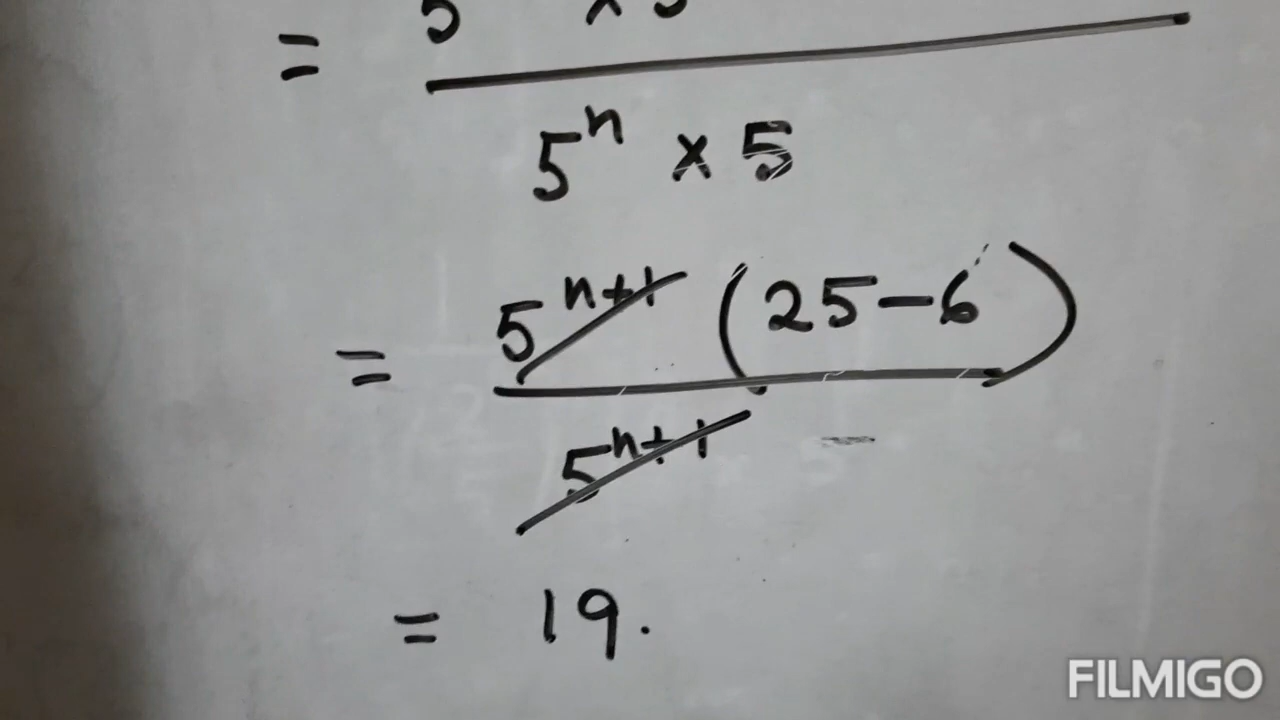 =
5ⁿ × 5
= 5ⁿ⁺¹ (25-6)
5ⁿ⁺¹
= 19.
FILMIGO